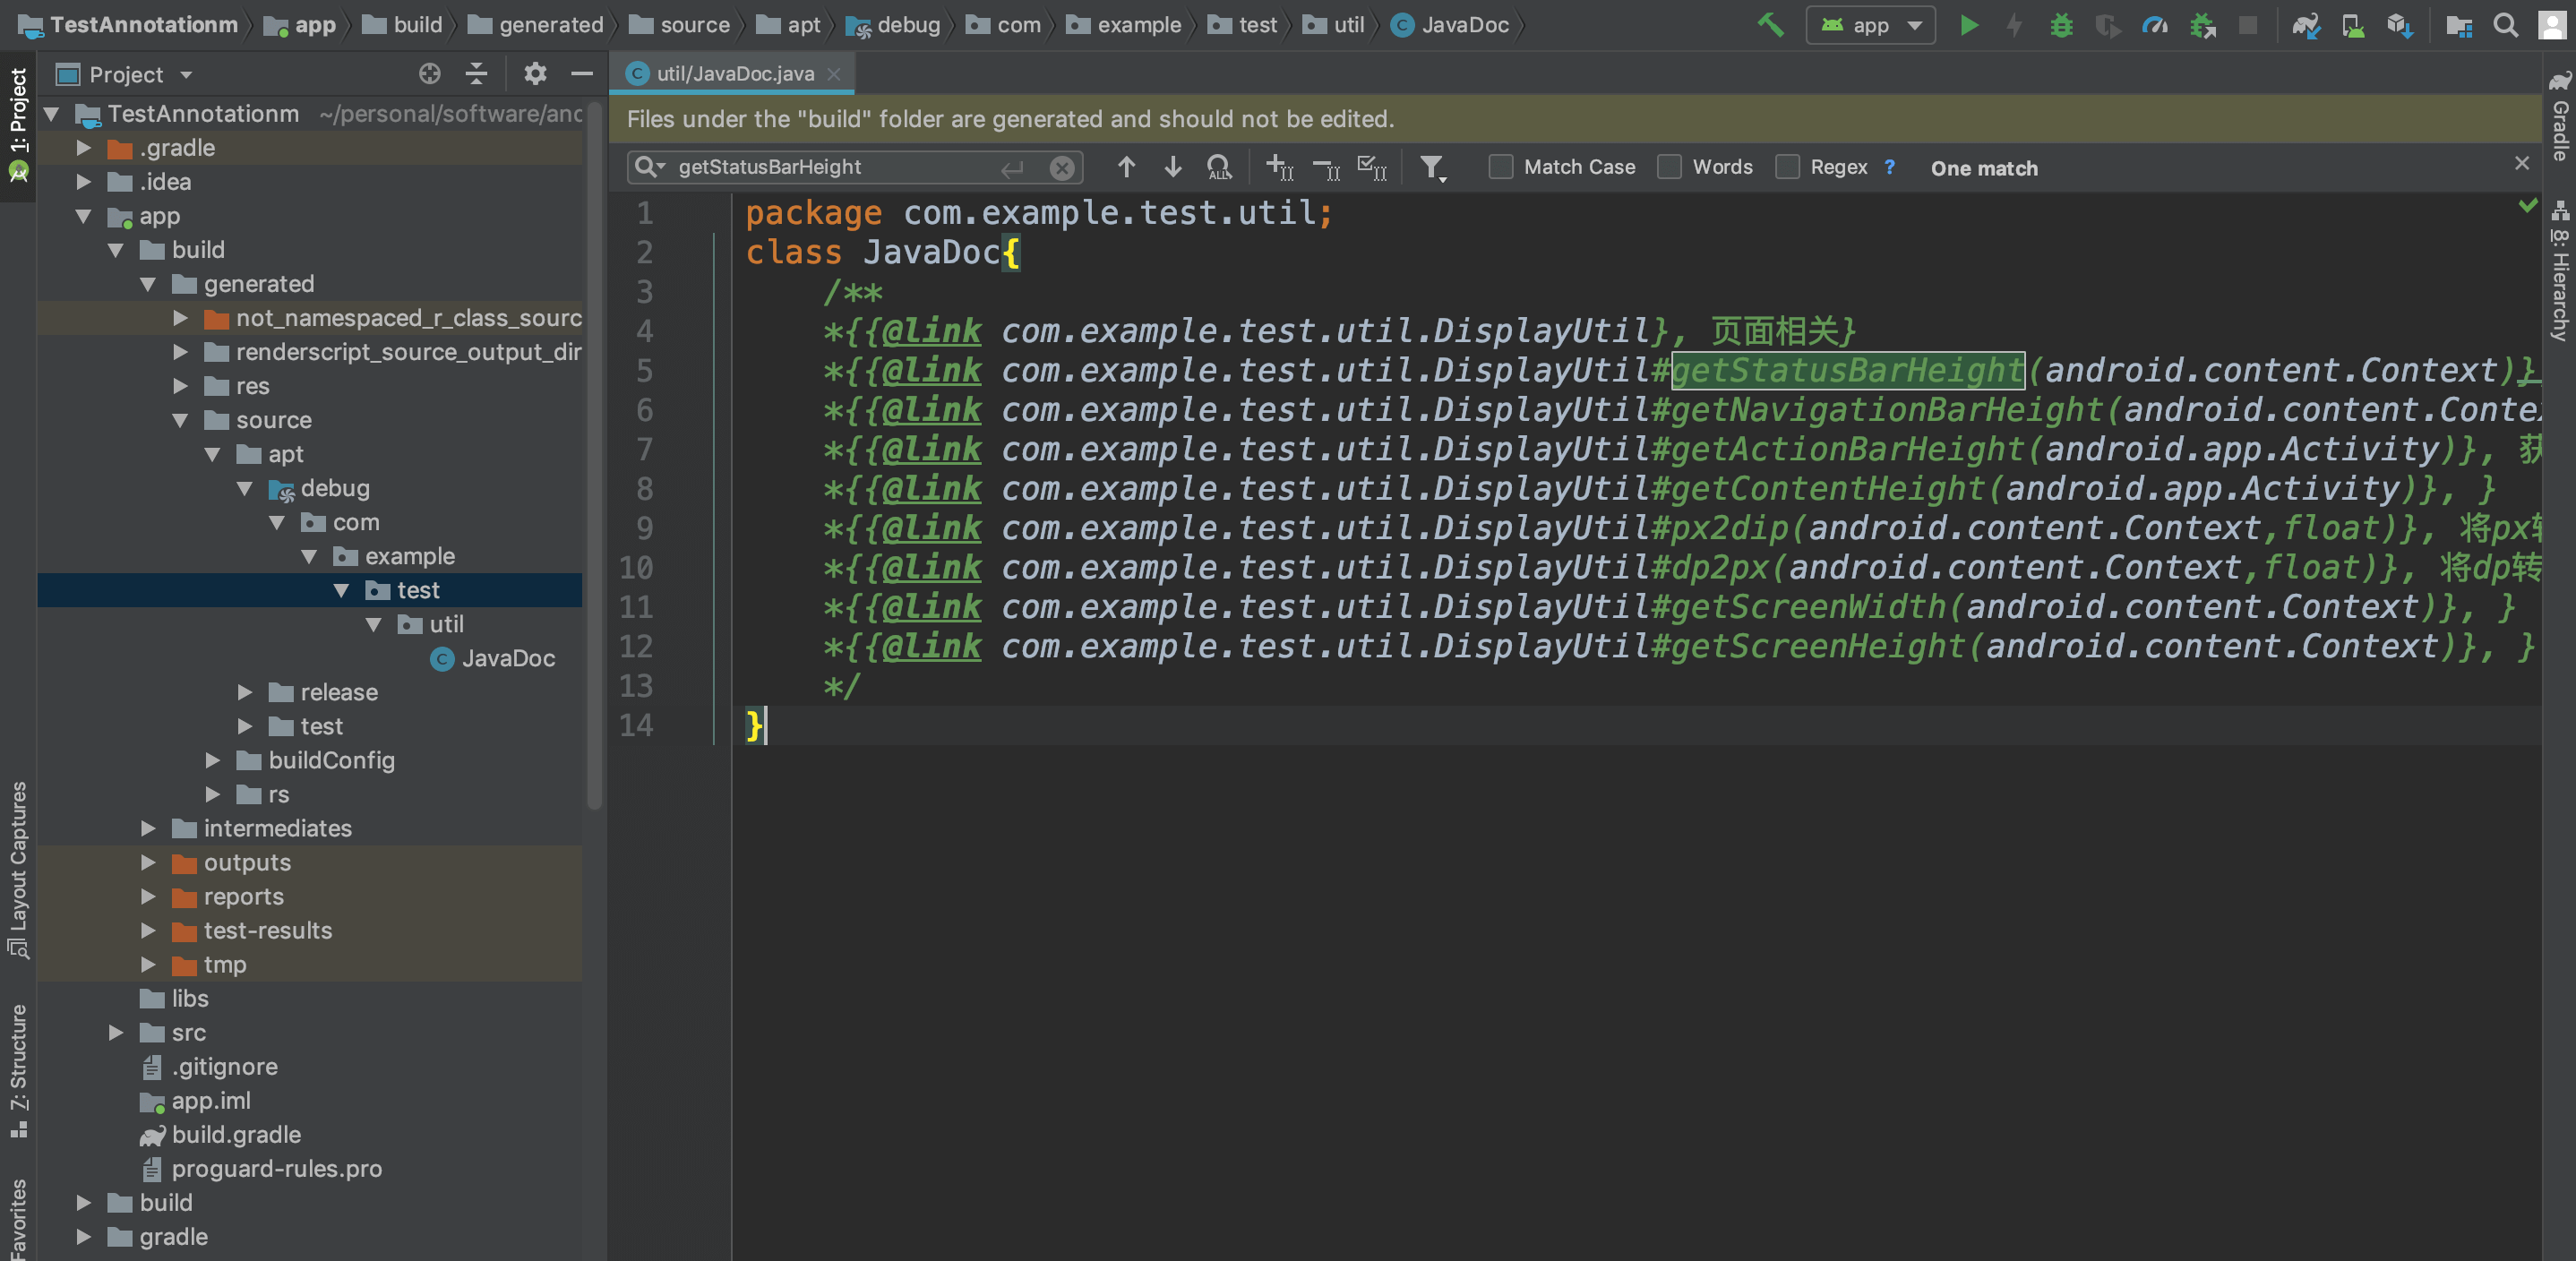 TestAnnotationm app build generated source apt debug com example test util JavaDoc
app
Project
util/JavaDoc.java
1: Project
Layout Captures
Z: Structure
Favorites
TestAnnotationm ~/personal/software/and
.gradle
.idea
app
build
generated
not_namespaced_r_class_sourc
renderscript_source_output_dir
res
source
apt
debug
com
example
test
util
JavaDoc
release
test
buildConfig
rs
intermediates
outputs
reports
test-results
tmp
libs
src
.gitignore
app.iml
build.gradle
proguard-rules.pro
build
gradle
Files under the "build" folder are generated and should not be edited.
getStatusBarHeight ALL Match Case Words Regex ? One match
1 package com.example.test.util;
2 class JavaDoc{
3 /**
4 *{{@link com.example.test.util.DisplayUtil}, 页面相关}
5 *{{@link com.example.test.util.DisplayUtil#getStatusBarHeight(android.content.Context)}
6 *{{@link com.example.test.util.DisplayUtil#getNavigationBarHeight(android.content.Contex
7 *{{@link com.example.test.util.DisplayUtil#getActionBarHeight(android.app.Activity)}, 获
8 *{{@link com.example.test.util.DisplayUtil#getContentHeight(android.app.Activity)}, }
9 *{{@link com.example.test.util.DisplayUtil#px2dip(android.content.Context,float)}, 将px转
10 *{{@link com.example.test.util.DisplayUtil#dp2px(android.content.Context,float)}, 将dp转
11 *{{@link com.example.test.util.DisplayUtil#getScreenWidth(android.content.Context)}, }
12 *{{@link com.example.test.util.DisplayUtil#getScreenHeight(android.content.Context)}, }
13 */
14 }
Gradle
8: Hierarchy